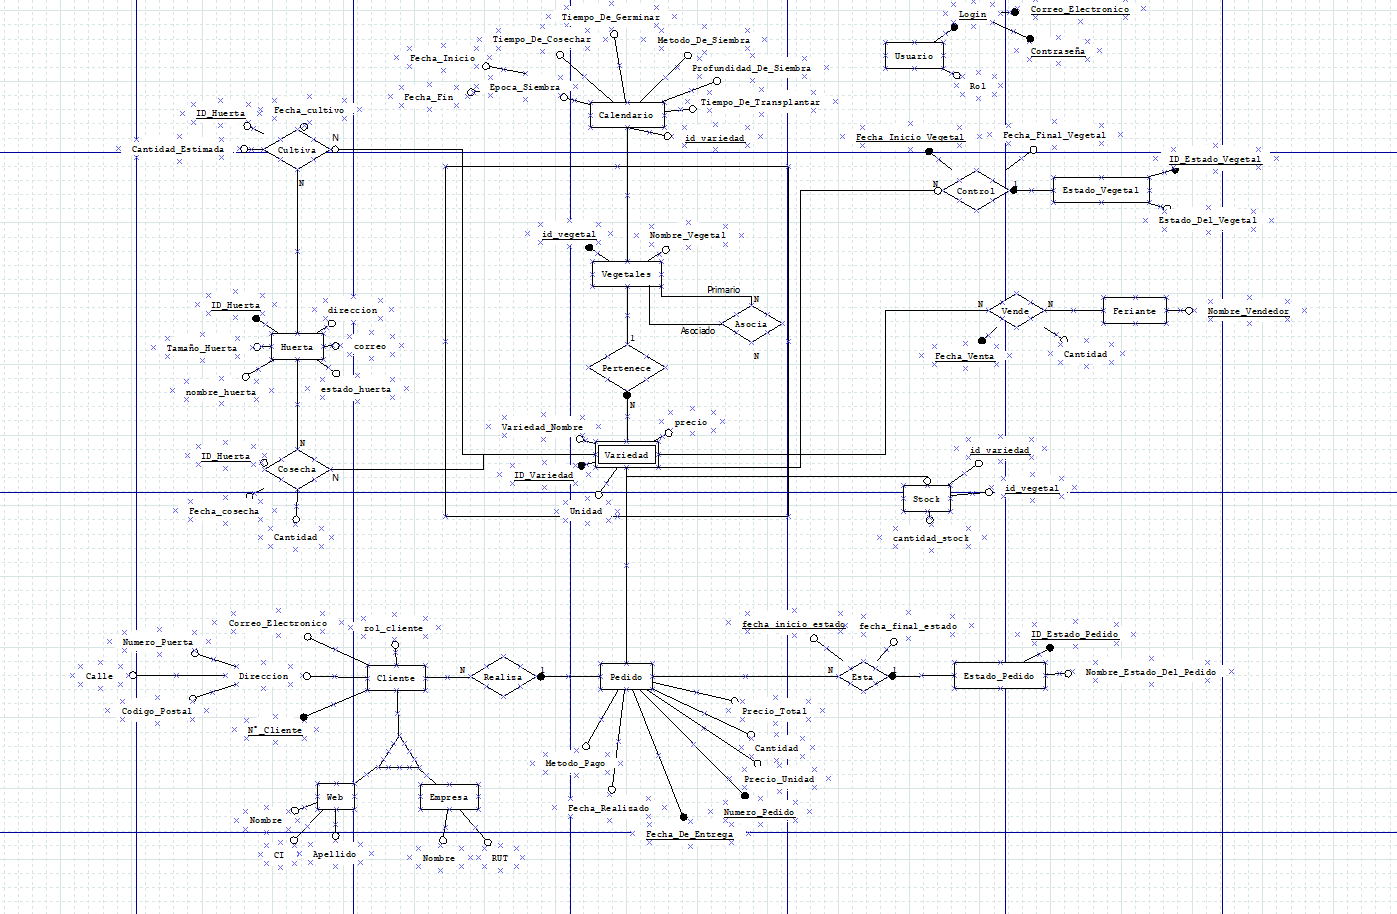 Tiempo_De_Germinar
Login
Correo_Electronico
Tiempo_De_Cosechar
Metodo_De_Siembra
Contraseña
Fecha_Inicio
Profundidad_De_Siembra
Usuario
Fecha_Fin
Epoca_Siembra
Tiempo_De_Transplantar
Rol
ID_Huerta
Fecha_cultivo
Calendario
id_variedad
Fecha_Inicio_Vegetal
Fecha_Final_Vegetal
Cantidad_Estimada
Cultiva
N
N
ID_Estado_Vegetal
N
Control
1
Estado_Vegetal
Estado_Del_Vegetal
id_vegetal
Nombre_Vegetal
Vegetales
Primario
N
Asociado
Asocia
N
ID_Huerta
direccion
N
Vende
N
Feriante
Nombre_Vendedor
Tamaño_Huerta
Huerta
correo
1
Fecha_Venta
Cantidad
Pertenece
nombre_huerta
estado_huerta
N
Variedad_Nombre
precio
ID_Huerta
N
Cosecha
N
Variedad
id_variedad
ID_Variedad
id_vegetal
Stock
Fecha_cosecha
Unidad
Cantidad
cantidad_stock
Correo_Electronico
rol_cliente
fecha_inicio_estado
fecha_final_estado
Numero_Puerta
ID_Estado_Pedido
Calle
Direccion
Cliente
N
Realiza
1
Pedido
N
Esta
1
Estado_Pedido
Nombre_Estado_Del_Pedido
Codigo_Postal
Precio_Total
N°_Cliente
Cantidad
Metodo_Pago
Precio_Unidad
Web
Empresa
Fecha_Realizado
Numero_Pedido
Nombre
Fecha_De_Entrega
CI
Apellido
Nombre
RUT